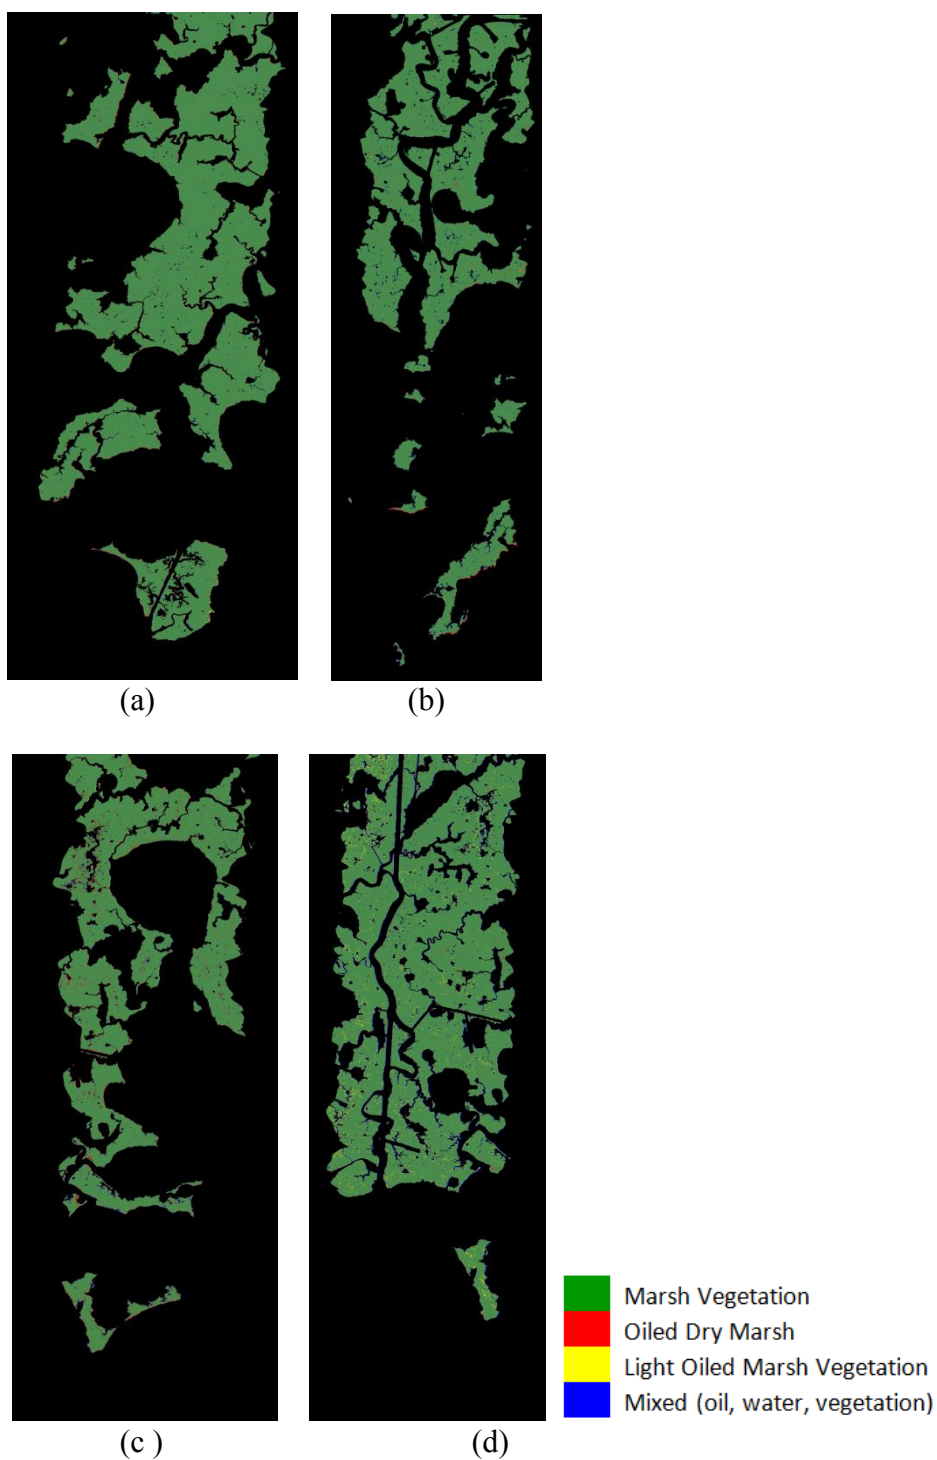 (a)
(b)
(c )
(d)
Marsh Vegetation
Oiled Dry Marsh
Light Oiled Marsh Vegetation
Mixed (oil, water, vegetation)